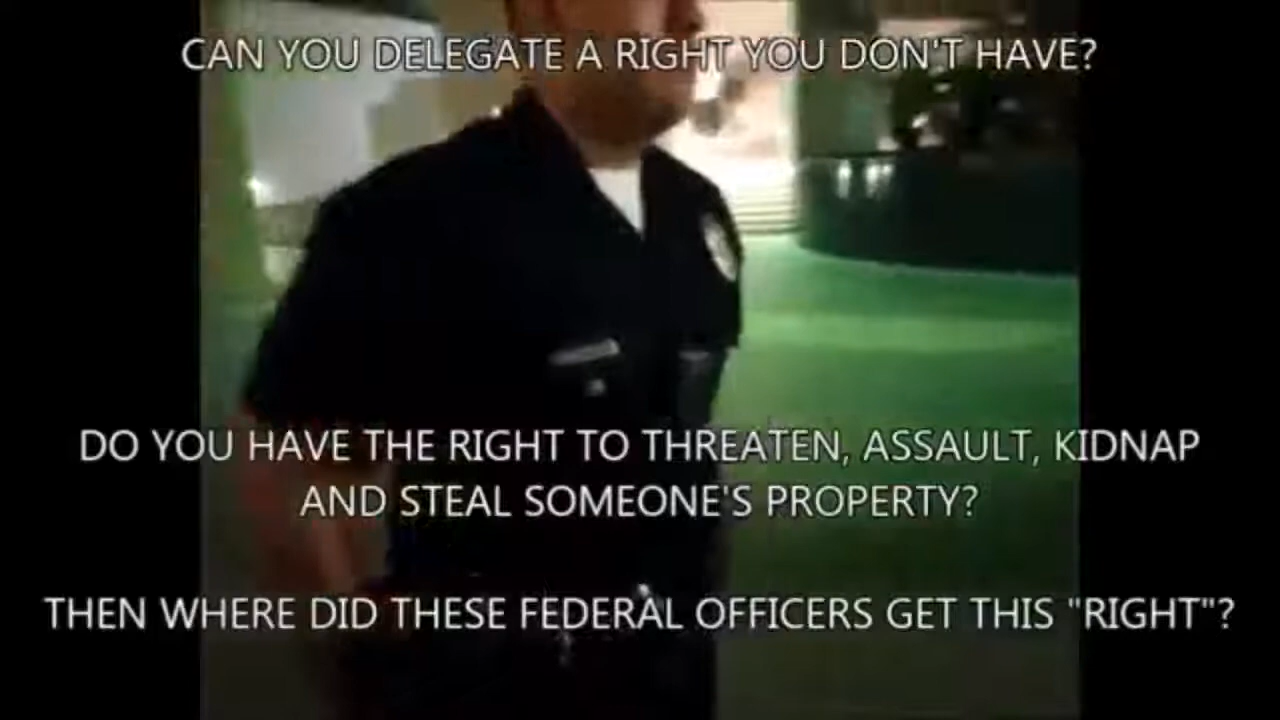 CAN YOU DELEGATE A RIGHT YOU DON'T HAVE?
DO YOU HAVE THE RIGHT TO THREATEN, ASSAULT, KIDNAP
AND STEAL SOMEONE'S PROPERTY?
THEN WHERE DID THESE FEDERAL OFFICERS GET THIS "RIGHT"?